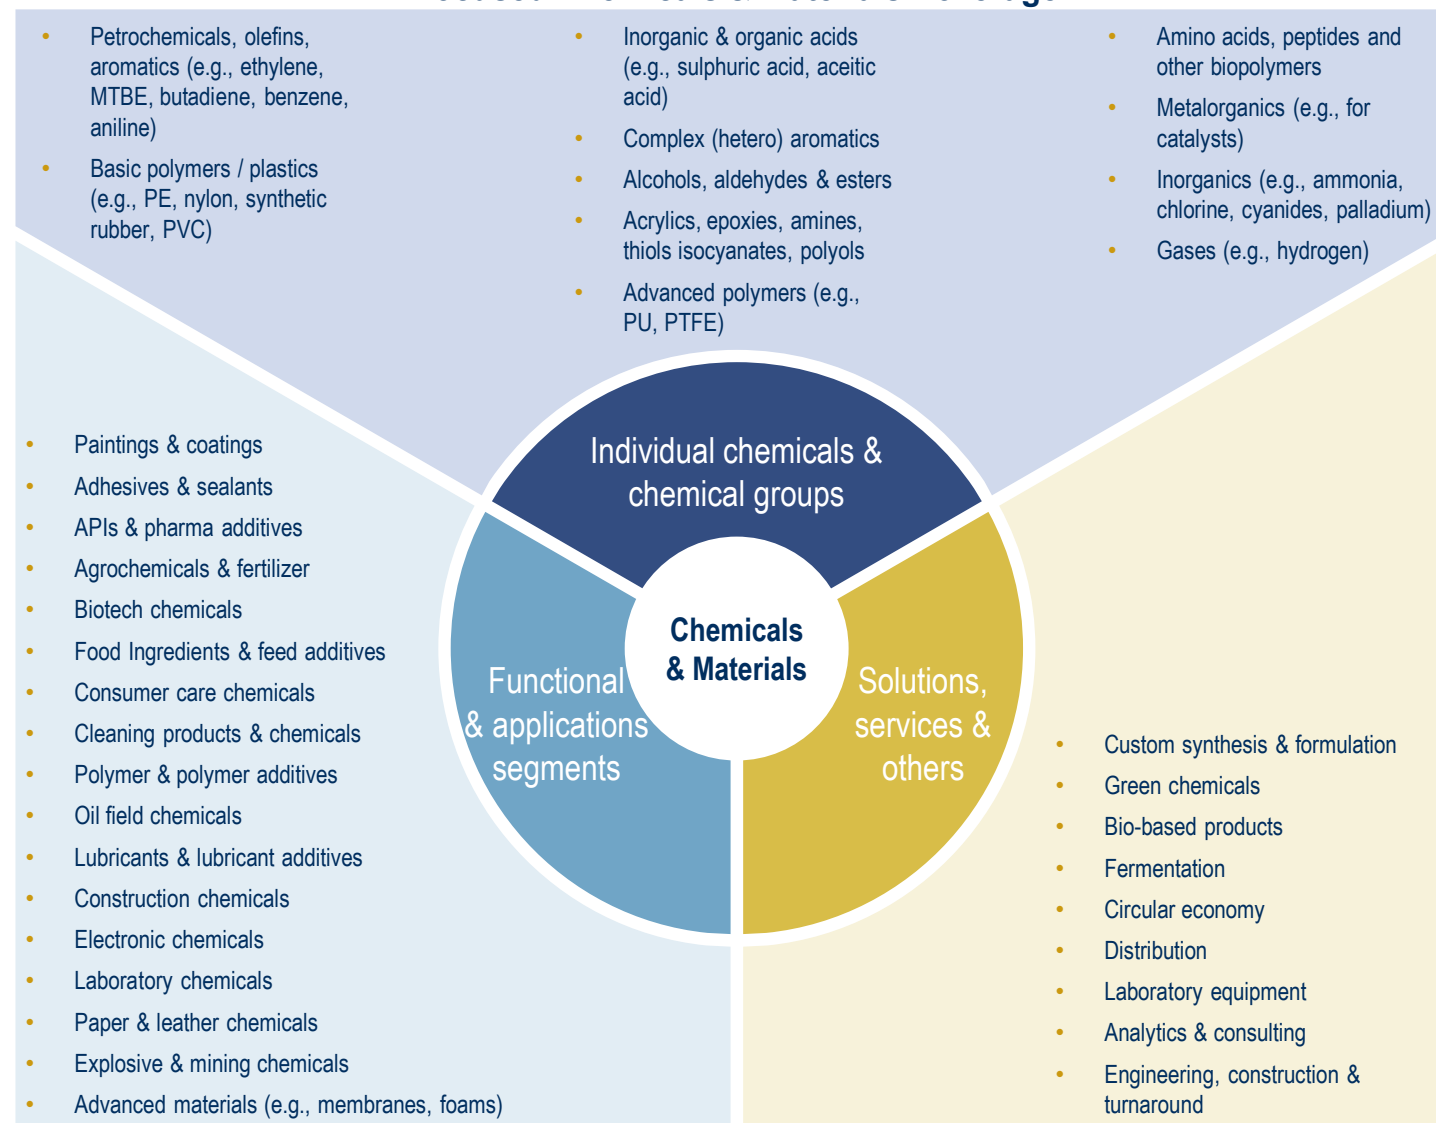 • Petrochemicals, olefins,
aromatics (e.g., ethylene,
MTBE, butadiene, benzene,
aniline)
• Basic polymers / plastics
(e.g., PE, nylon, synthetic
rubber, PVC)
• Inorganic & organic acids
(e.g., sulphuric acid, aceitic
acid)
• Complex (hetero) aromatics
• Alcohols, aldehydes & esters
• Acrylics, epoxies, amines,
thiols isocyanates, polyols
• Advanced polymers (e.g.,
PU, PTFE)
• Amino acids, peptides and
other biopolymers
• Metalorganics (e.g., for
catalysts)
• Inorganics (e.g., ammonia,
chlorine, cyanides, palladium)
• Gases (e.g., hydrogen)
Individual chemicals &
chemical groups
Chemicals
& Materials
Functional
& applications
segments
Solutions,
services &
others
• Paintings & coatings
• Adhesives & sealants
• APIs & pharma additives
• Agrochemicals & fertilizer
• Biotech chemicals
• Food Ingredients & feed additives
• Consumer care chemicals
• Cleaning products & chemicals
• Polymer & polymer additives
• Oil field chemicals
• Lubricants & lubricant additives
• Construction chemicals
• Electronic chemicals
• Laboratory chemicals
• Paper & leather chemicals
• Explosive & mining chemicals
• Advanced materials (e.g., membranes, foams)
• Custom synthesis & formulation
• Green chemicals
• Bio-based products
• Fermentation
• Circular economy
• Distribution
• Laboratory equipment
• Analytics & consulting
• Engineering, construction &
turnaround